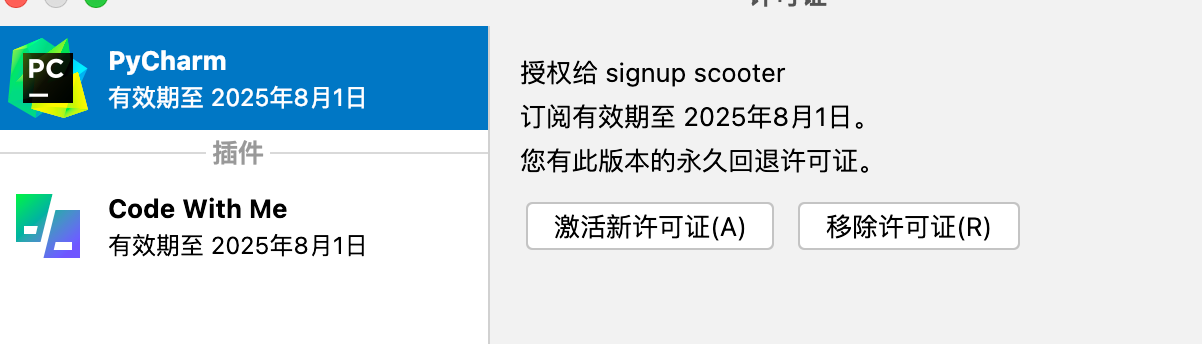 许可证
PC
PyCharm
有效期至 2025年8月1日
插件
Code With Me
有效期至 2025年8月1日
授权给 signup scooter
订阅有效期至 2025年8月1日。
您有此版本的永久回退许可证。
激活新许可证(A)
移除许可证(R)